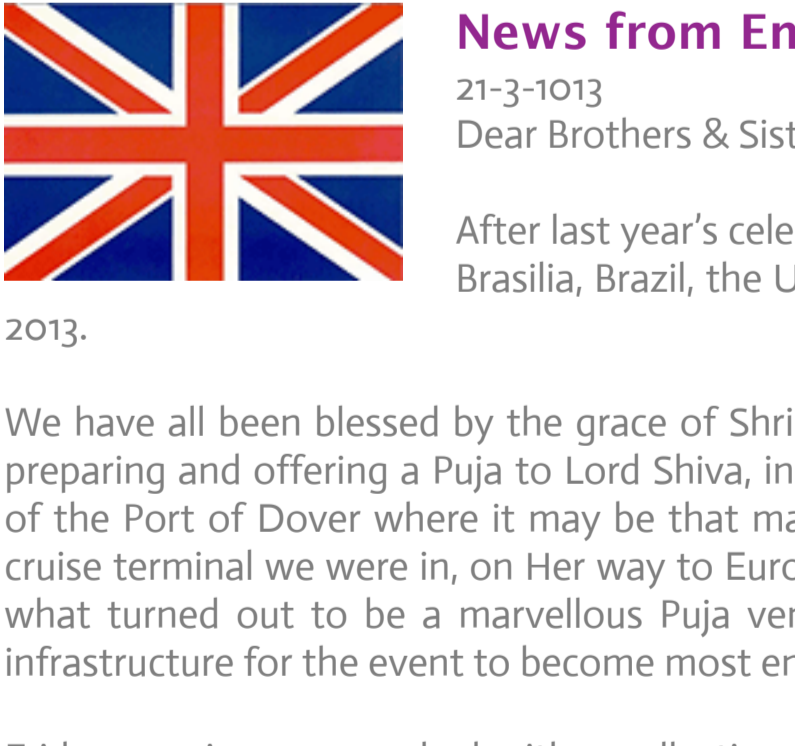 News from En
21-3-1013
Dear Brothers & Sist
After last year's cele
Brasilia, Brazil, the U
2013.
We have all been blessed by the grace of Shri
preparing and offering a Puja to Lord Shiva, in
of the Port of Dover where it may be that ma
cruise terminal we were in, on Her way to Euro
what turned out to be a marvellous Puja ver
infrastructure for the event to become most en